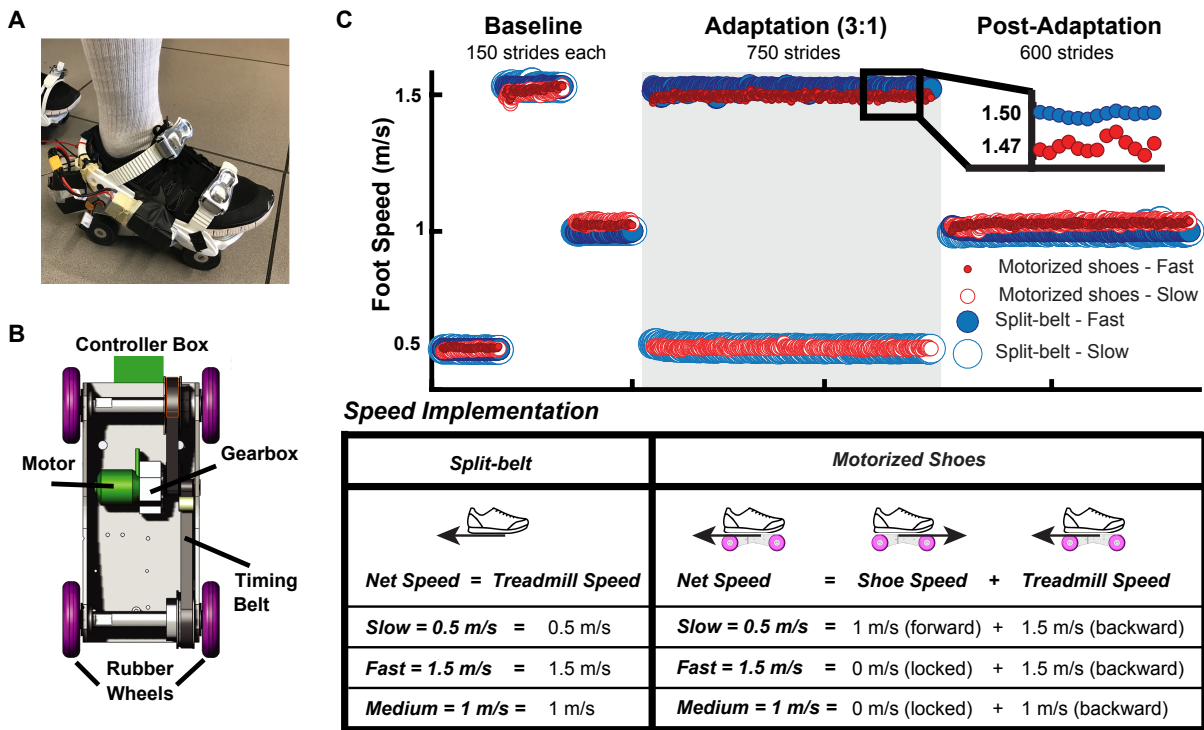 A
B
Controller Box
Motor
Gearbox
Timing
Belt
Rubber
Wheels
C
Baseline
150 strides each
Adaptation (3:1)
750 strides
Post-Adaptation
600 strides
Foot Speed (m/s)
1.5
1
0.5
1.50
1.47
Motorized shoes - Fast
Motorized shoes - Slow
Split-belt - Fast
Split-belt - Slow
Speed Implementation
Split-belt Motorized Shoes
Net Speed = Treadmill Speed Net Speed = Shoe Speed + Treadmill Speed
Slow = 0.5 m/s = 0.5 m/s Slow = 0.5 m/s = 1 m/s (forward) + 1.5 m/s (backward)
Fast = 1.5 m/s = 1.5 m/s Fast = 1.5 m/s = 0 m/s (locked) + 1.5 m/s (backward)
Medium = 1 m/s = 1 m/s Medium = 1 m/s = 0 m/s (locked) + 1 m/s (backward)